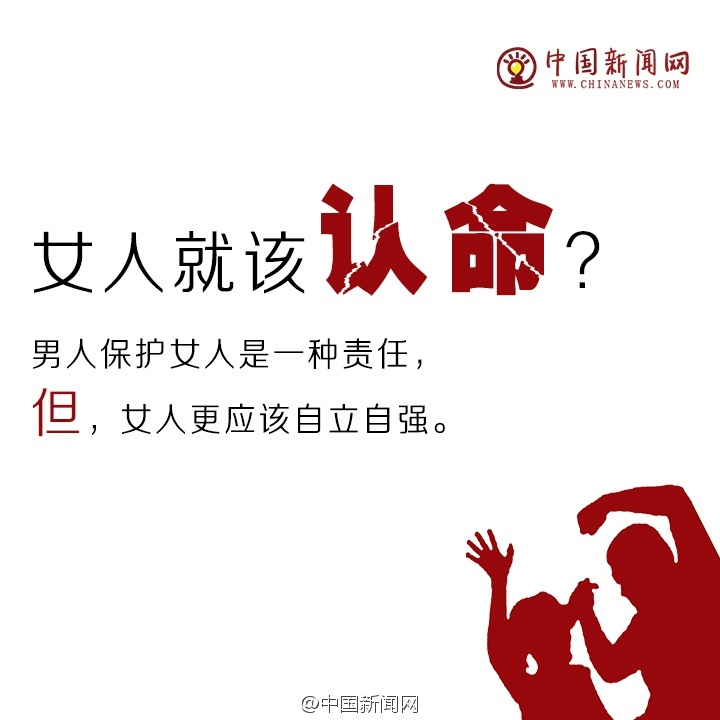 中国新闻网
WWW.CHINANEWS.COM
女人就该认命?
男人保护女人是一种责任，
但，女人更应该自立自强。
@中国新闻网